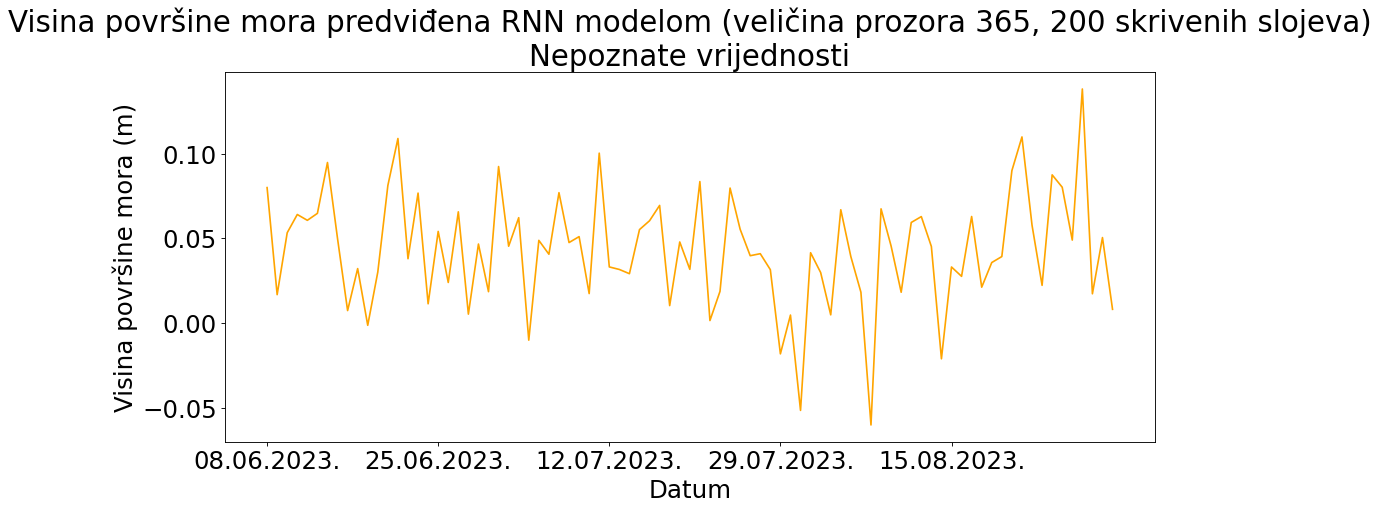 Visina površine mora predviđena RNN modelom (veličina prozora 365, 200 skrivenih slojeva)
Nepoznate vrijednosti
Visina površine mora (m)
0.10
0.05
0.00
−0.05
08.06.2023. 25.06.2023. 12.07.2023. 29.07.2023. 15.08.2023.
Datum